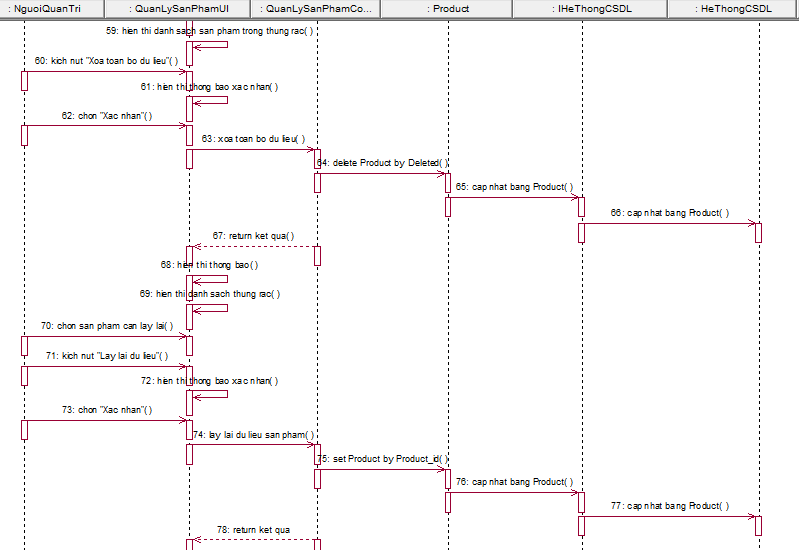 : NguoiQuanTri
: QuanLySanPhamUI
: QuanLySanPhamCo...
: Product
: IHeThongCSDL
: HeThongCSDL
59: hien thi danh sach san pham trong thung rac( )
60: kich nut "Xoa toan bo du lieu"( )
61: hien thi thong bao xac nhan( )
62: chon "Xac nhan"( )
63: xoa toan bo du lieu( )
64: delete Product by Deleted( )
65: cap nhat bang Product( )
66: cap nhat bang Product( )
67: return ket qua( )
68: hien thi thong bao( )
69: hien thi danh sach thung rac( )
70: chon san pham can lay lai( )
71: kich nut "Lay lai du lieu"( )
72: hien thi thong bao xac nhan( )
73: chon "Xac nhan"( )
74: lay lai du lieu san pham( )
75: set Product by Product_id( )
76: cap nhat bang Product( )
77: cap nhat bang Product( )
78: return ket qua